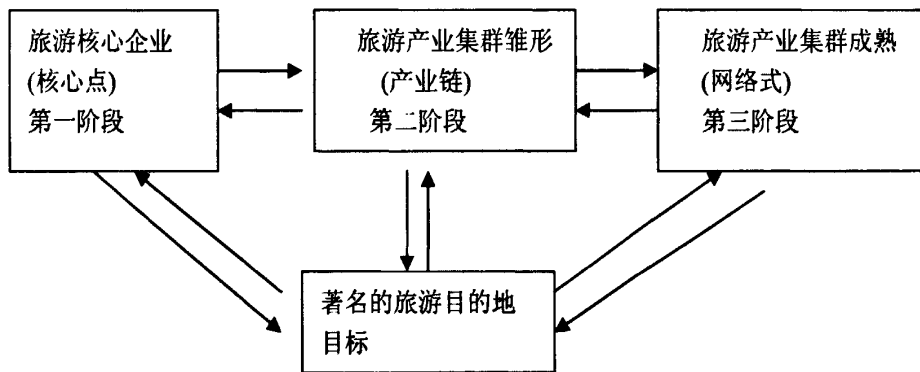 旅游核心企业
(核心点)
第一阶段
旅游产业集群雏形
(产业链)
第二阶段
旅游产业集群成熟
(网络式)
第三阶段
著名的旅游目的地
目标